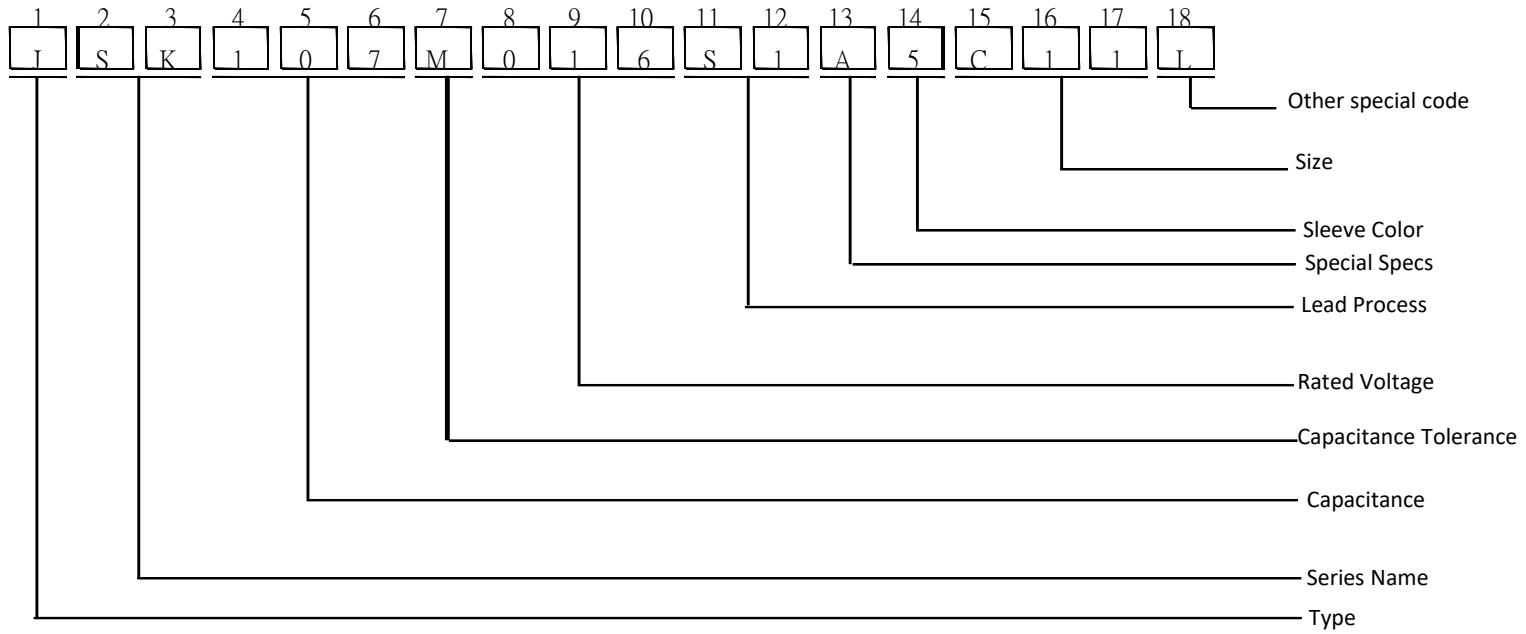 1 2 3 4 5 6 7 8 9 10 11 12 13 14 15 16 17 18
J S K 1 0 7 M 0 1 6 S 1 A 5 C 1 1 L
Other special code
Size
Sleeve Color
Special Specs
Lead Process
Rated Voltage
Capacitance Tolerance
Capacitance
Series Name
Type